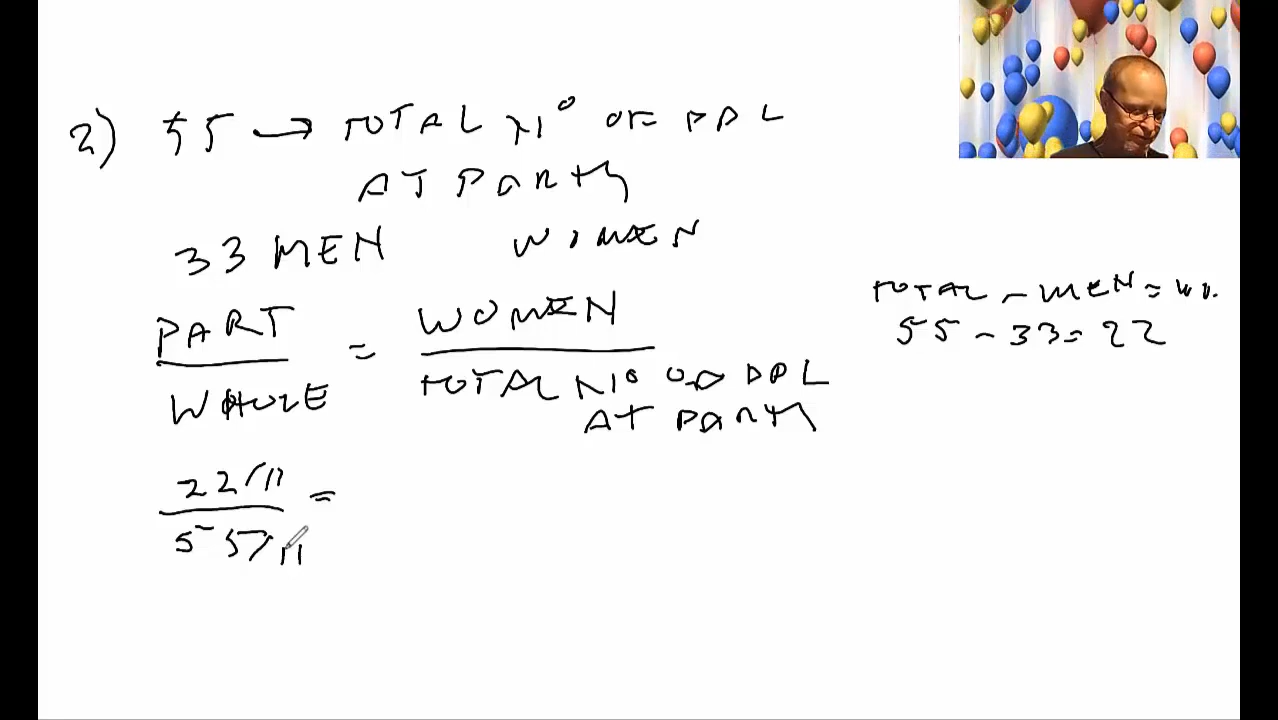 2) 55 → TOTAL No OF PPL
AT PARTY
33 MEN WOMEN
TOTAL - MEN = WO.
55 - 33 = 22
PART = WOMEN
WHOLE TOTAL No OF PPL
AT PARTY
22/11 =
55/11